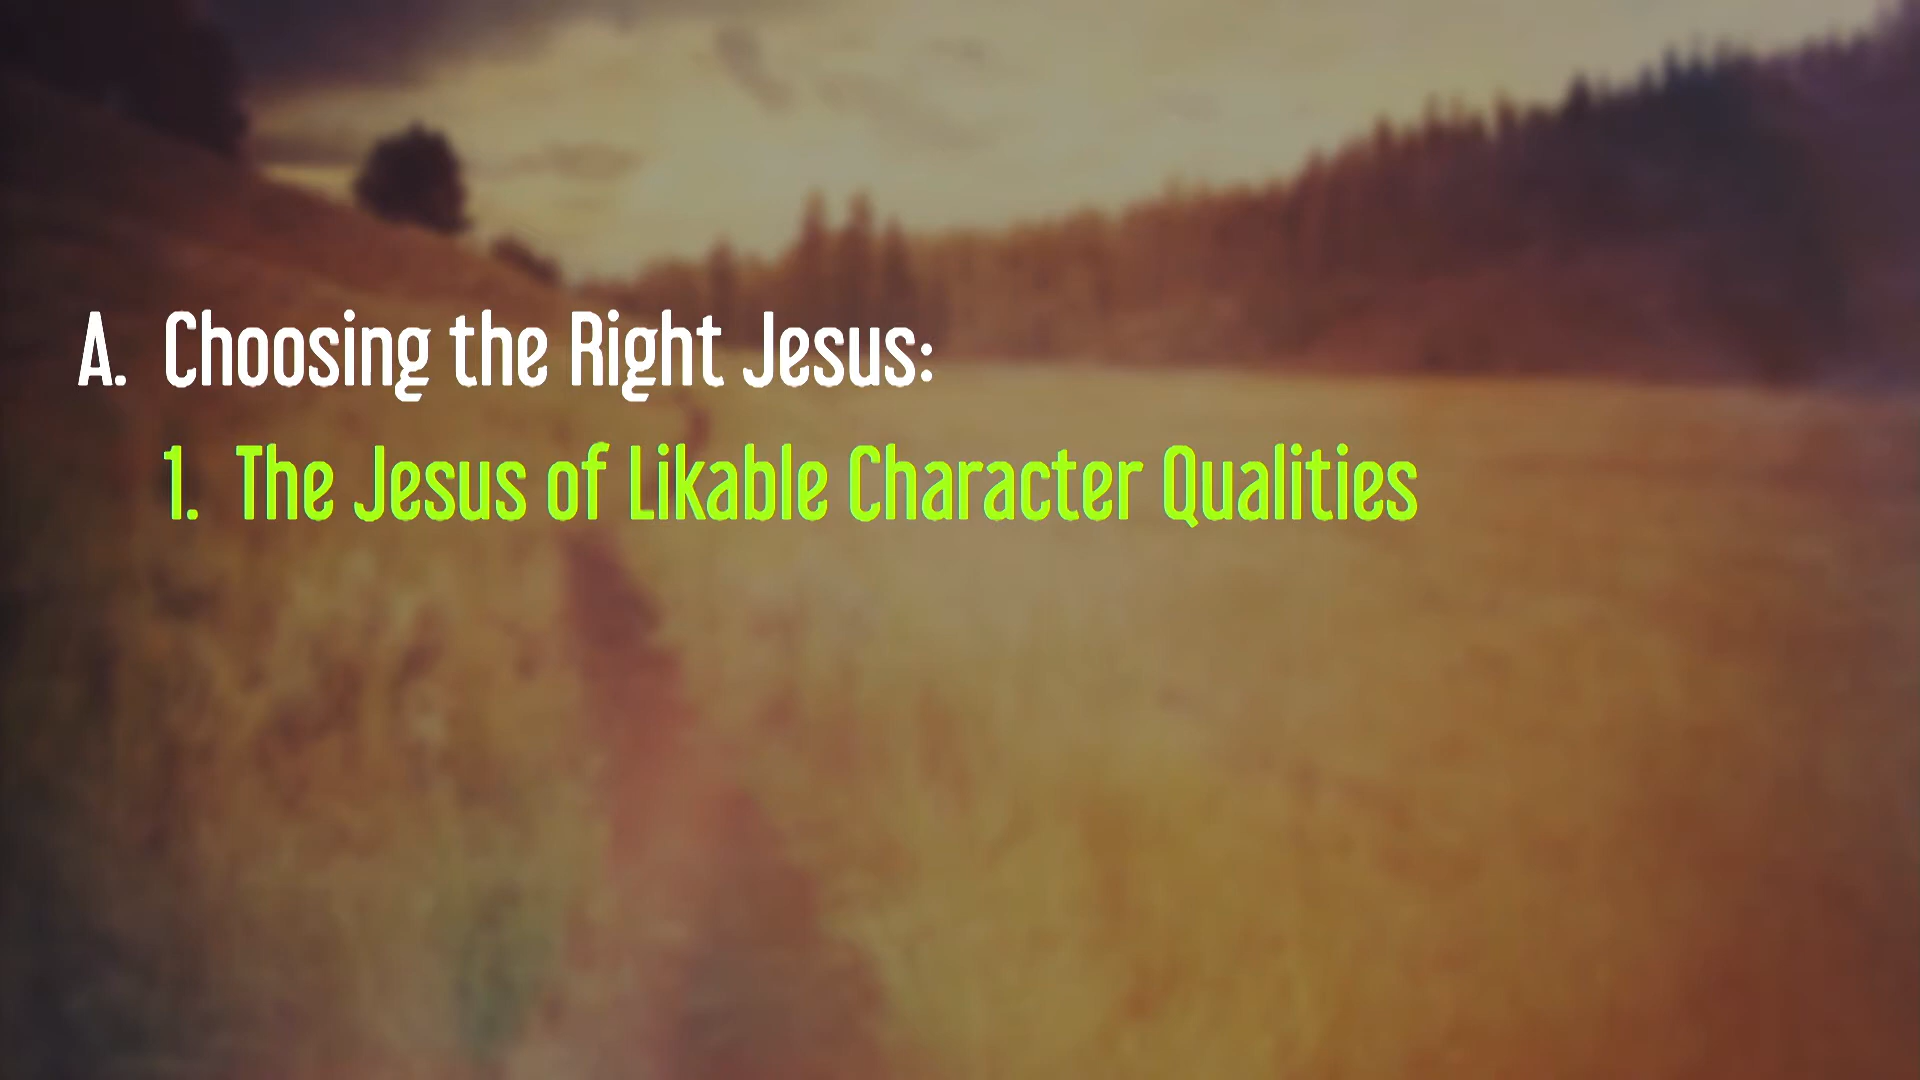 A. Choosing the Right Jesus:
1. The Jesus of Likable Character Qualities